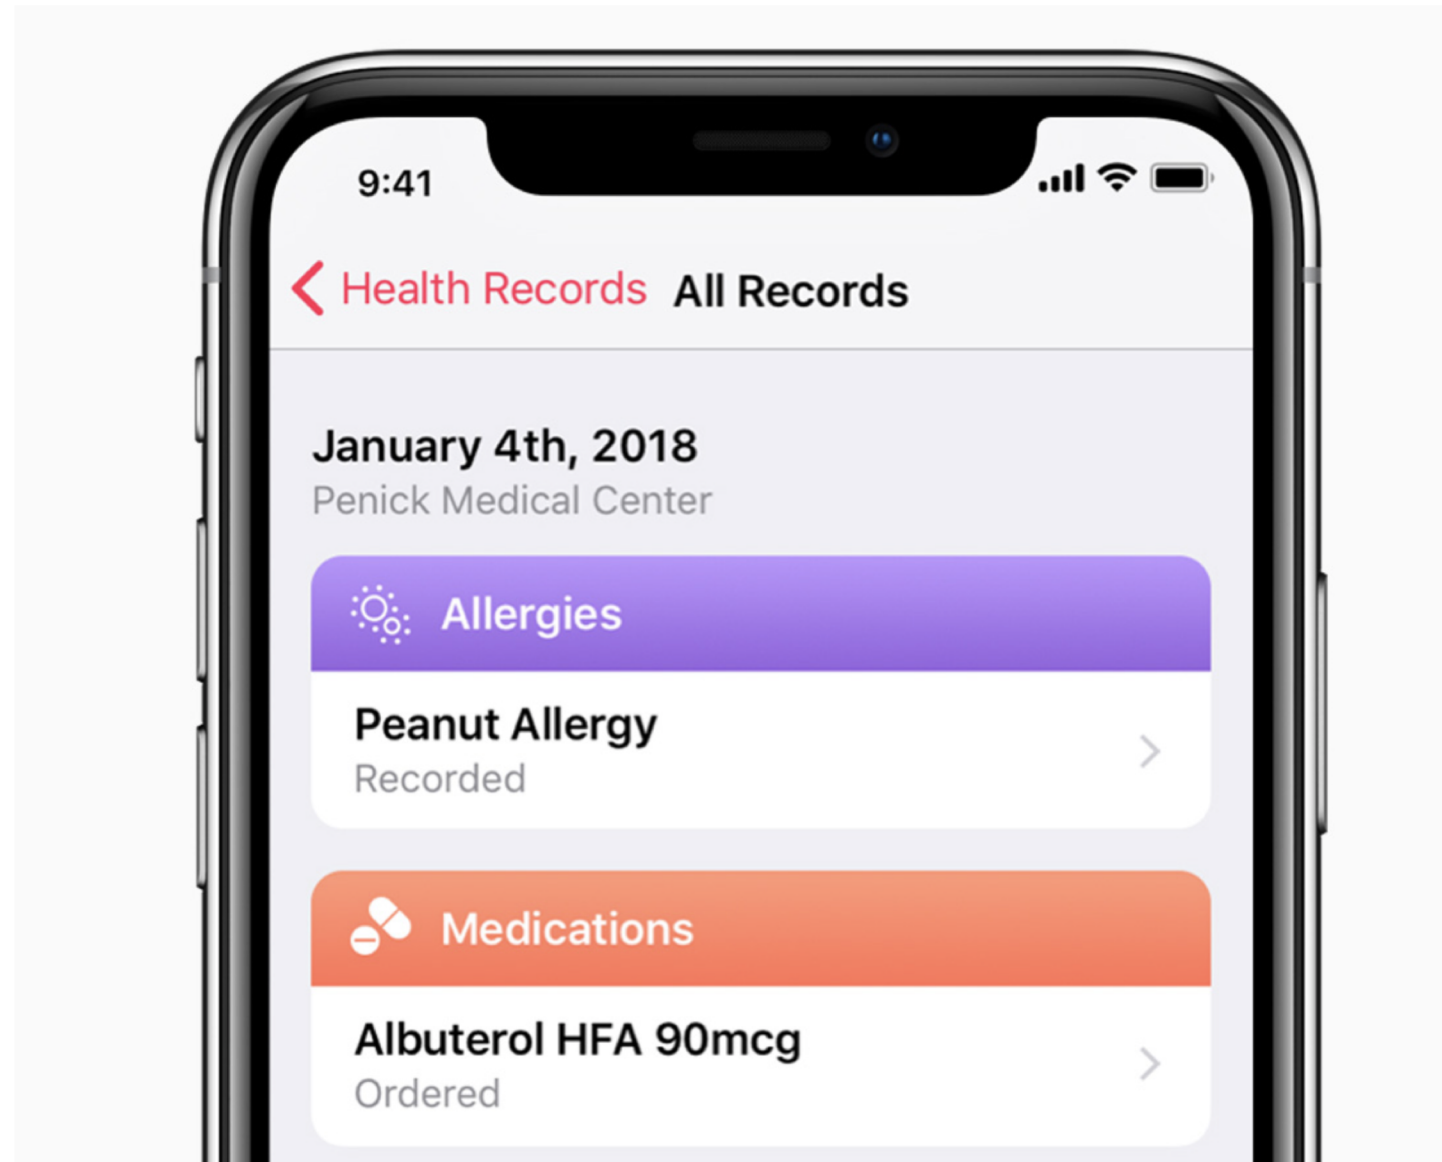 9:41
Health Records All Records
January 4th, 2018
Penick Medical Center
Allergies
Peanut Allergy
Recorded
Medications
Albuterol HFA 90mcg
Ordered